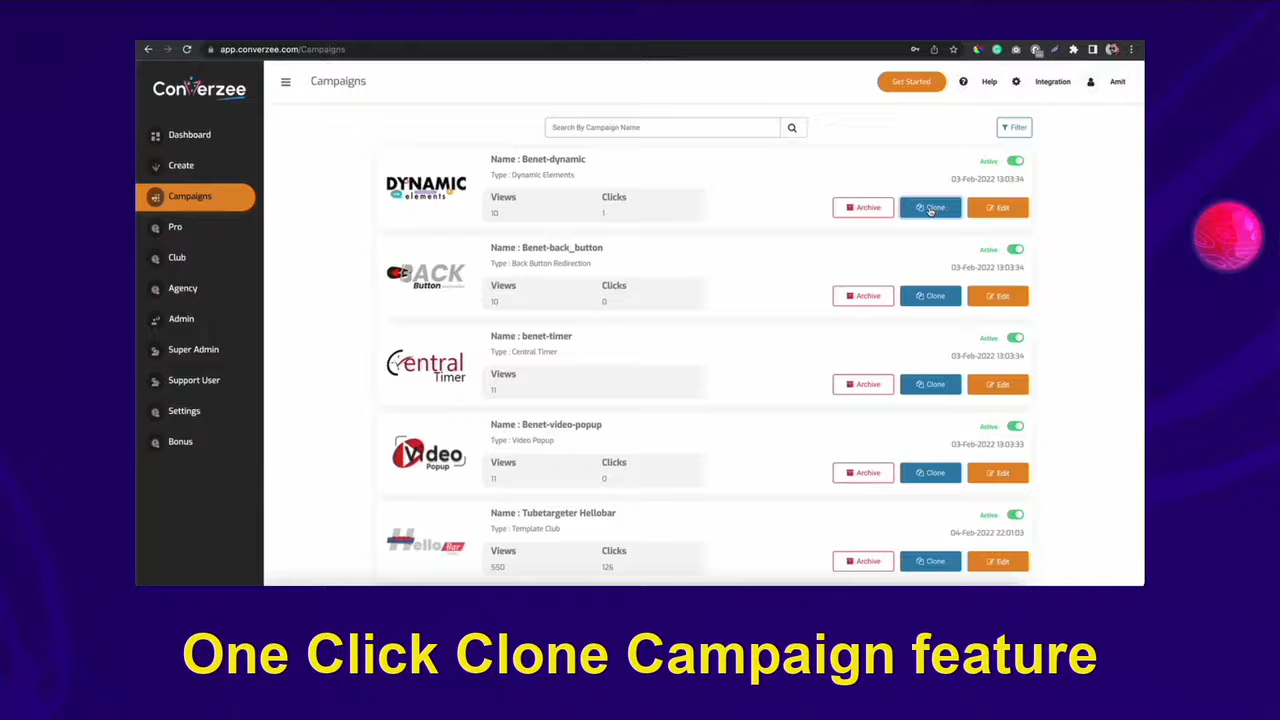 app.converzee.com/Campaigns
Converzee
Campaigns
Get Started
Help
Integration
Amit
Dashboard
Create
Campaigns
Pro
Club
Agency
Admin
Super Admin
Support User
Settings
Bonus
Search By Campaign Name
Filter
DYNAMIC
elements
Name : Benet-dynamic
Type : Dynamic Elements
Views Clicks
10 1
Active
03-Feb-2022 13:03:34
Archive Clone Edit
BACK
Button
Name : Benet-back_button
Type : Back Button Redirection
Views Clicks
10 0
Active
03-Feb-2022 13:03:34
Archive Clone Edit
Central
Timer
Name : benet-timer
Type : Central Timer
Views
11
Active
03-Feb-2022 13:03:34
Archive Clone Edit
Video
Popup
Name : Benet-video-popup
Type : Video Popup
Views Clicks
11 0
Active
03-Feb-2022 13:03:33
Archive Clone Edit
Hello Bar
Name : Tubetargeter Hellobar
Type : Template Club
Views Clicks
550 126
Active
04-Feb-2022 22:01:03
Archive Clone Edit
One Click Clone Campaign feature